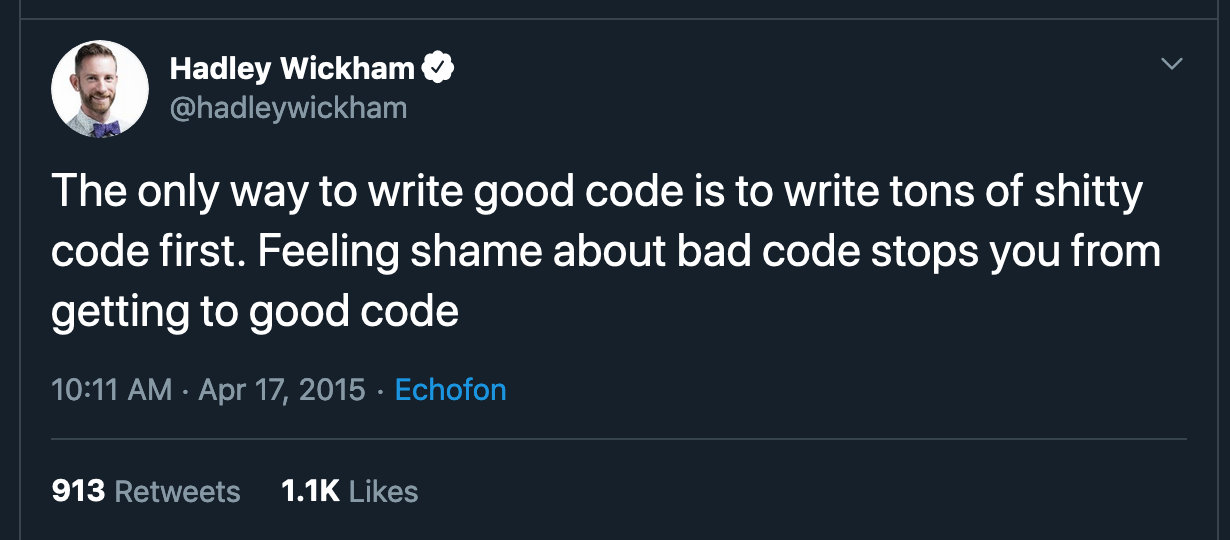 Hadley Wickham
@hadleywickham
The only way to write good code is to write tons of shitty
code first. Feeling shame about bad code stops you from
getting to good code
10:11 AM · Apr 17, 2015 · Echofon
913 Retweets 1.1K Likes